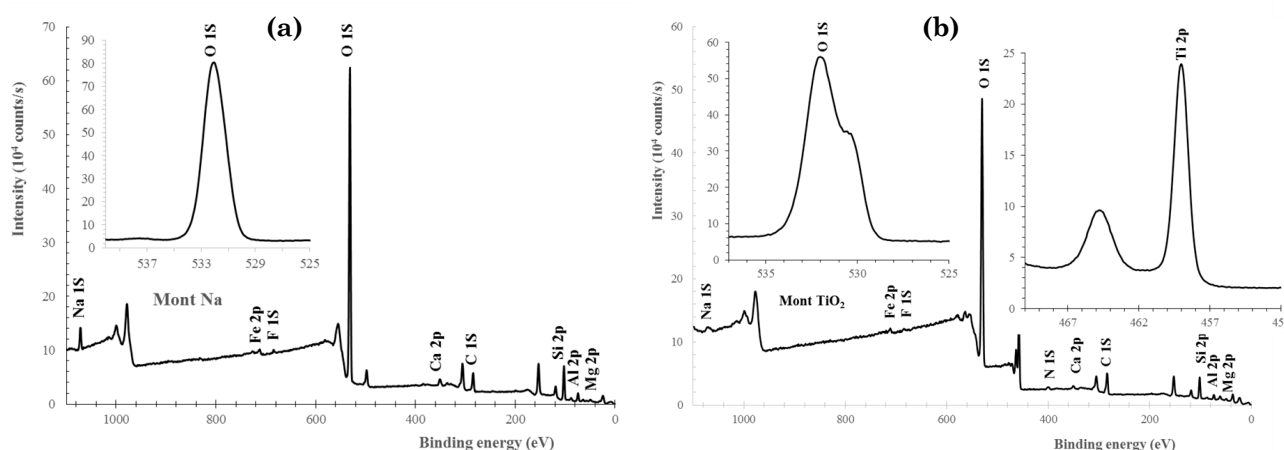 (a)
Intensity (10⁴ counts/s)
70
60
50
40
30
20
10
0
1000
800
600
400
200
0
Binding energy (eV)
Na 1S
Fe 2p
F 1S
O 1S
Ca 2p
C 1S
Si 2p
Al 2p
Mg 2p
Mont Na
O 1S
90
80
70
60
50
40
30
20
10
0
537
533
529
525
(b)
Intensity (10⁴ counts/s)
60
50
40
30
20
10
0
1000
800
600
400
200
0
Binding energy (eV)
Na 1S
Fe 2p
F 1S
O 1S
N 1S
Ca 2p
C 1S
Si 2p
Al 2p
Mg 2p
Mont TiO₂
O 1S
60
50
40
30
20
10
0
535
530
525
Ti 2p
25
20
15
10
5
0
467
462
457
45